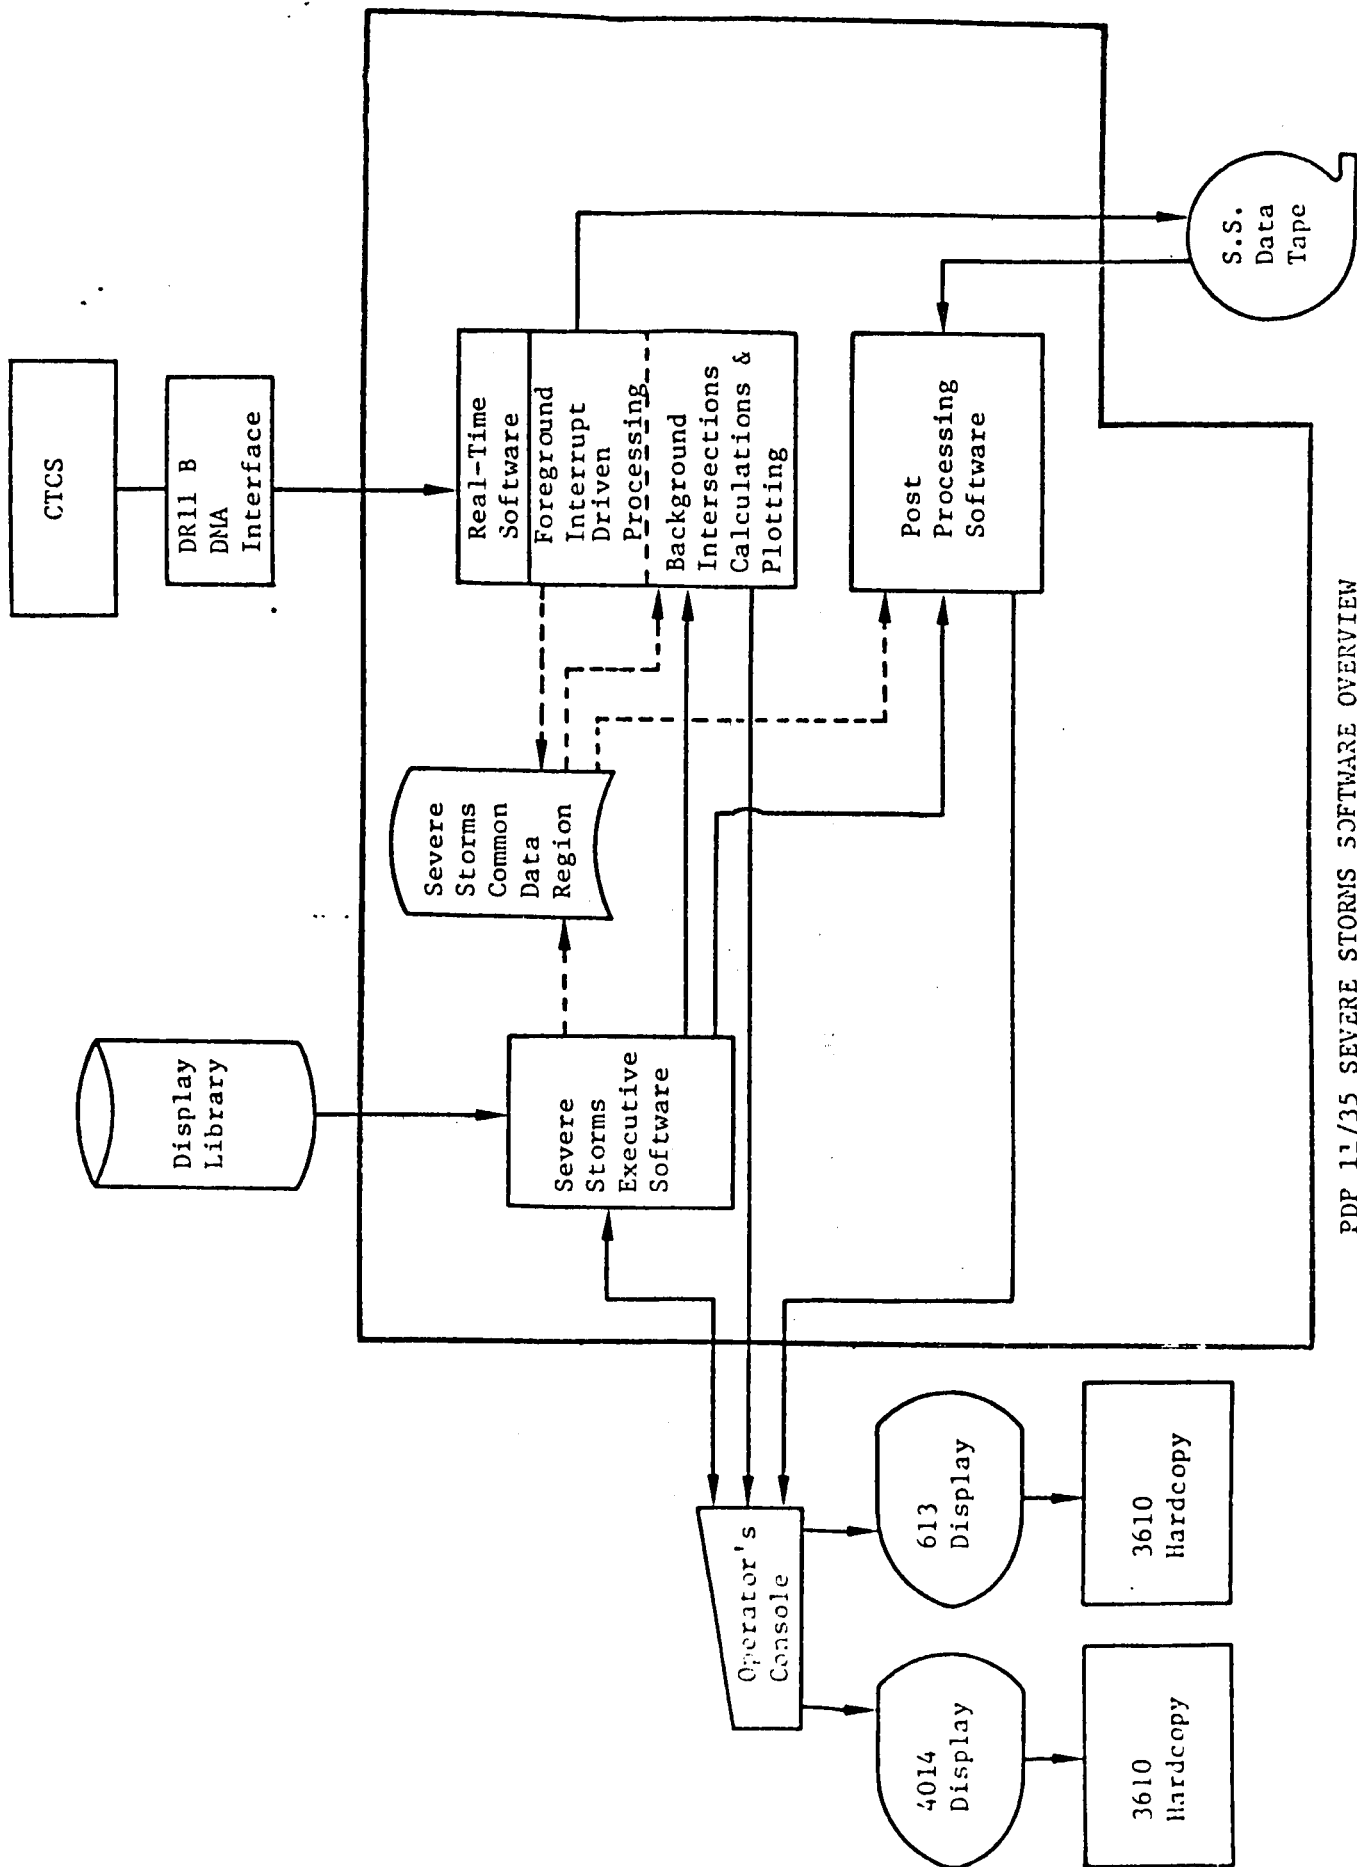 CTCS
DR11 B
DMA
Interface
Display
Library
Severe
Storms
Common
Data
Region
Real-Time
Software
Foreground
Interrupt
Driven
Processing
Background
Intersections
Calculations &
Plotting
Severe
Storms
Executive
Software
Operator's
Console
Post
Processing
Software
S.S.
Data
Tape
4014
Display
613
Display
3610
Hardcopy
3610
Hardcopy
PDP 11/35 SEVERE STORMS SOFTWARE OVERVIEW